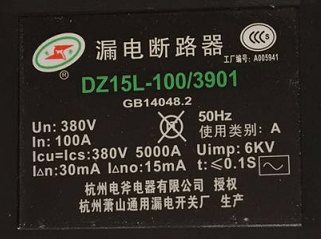 漏电断路器
工厂编号: A005941
DZ15L-100/3901
GB14048.2
Un: 380V 50Hz
In: 100A 使用类别: A
Icu=Ics:380V 5000A Uimp: 6KV
I△n:30mA I△no:15mA t:≤0.1S
杭州电斧电器有限公司 授权
杭州萧山通用漏电开关厂 生产